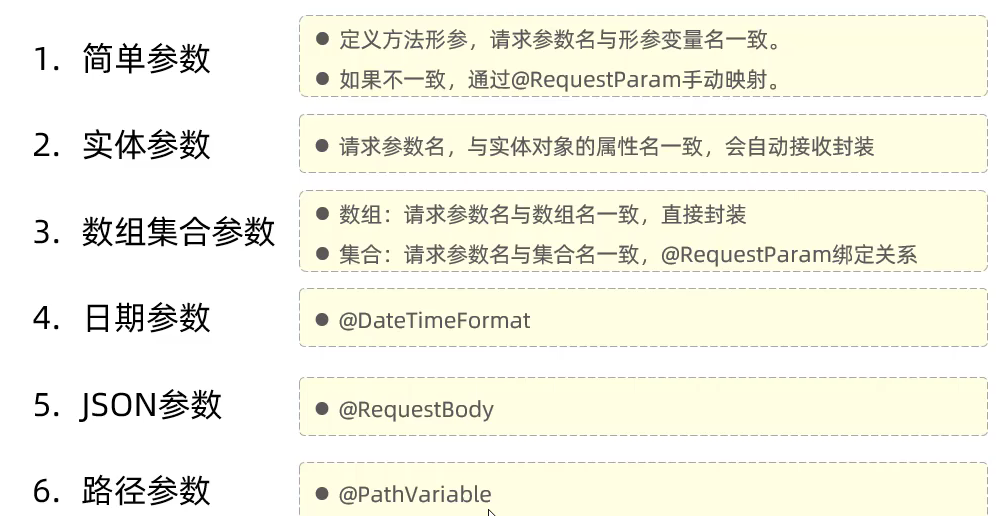 1. 简单参数
● 定义方法形参，请求参数名与形参变量名一致。
● 如果不一致，通过@RequestParam手动映射。
2. 实体参数
● 请求参数名，与实体对象的属性名一致，会自动接收封装
3. 数组集合参数
● 数组：请求参数名与数组名一致，直接封装
● 集合：请求参数名与集合名一致，@RequestParam绑定关系
4. 日期参数
● @DateTimeFormat
5. JSON参数
● @RequestBody
6. 路径参数
● @PathVariable